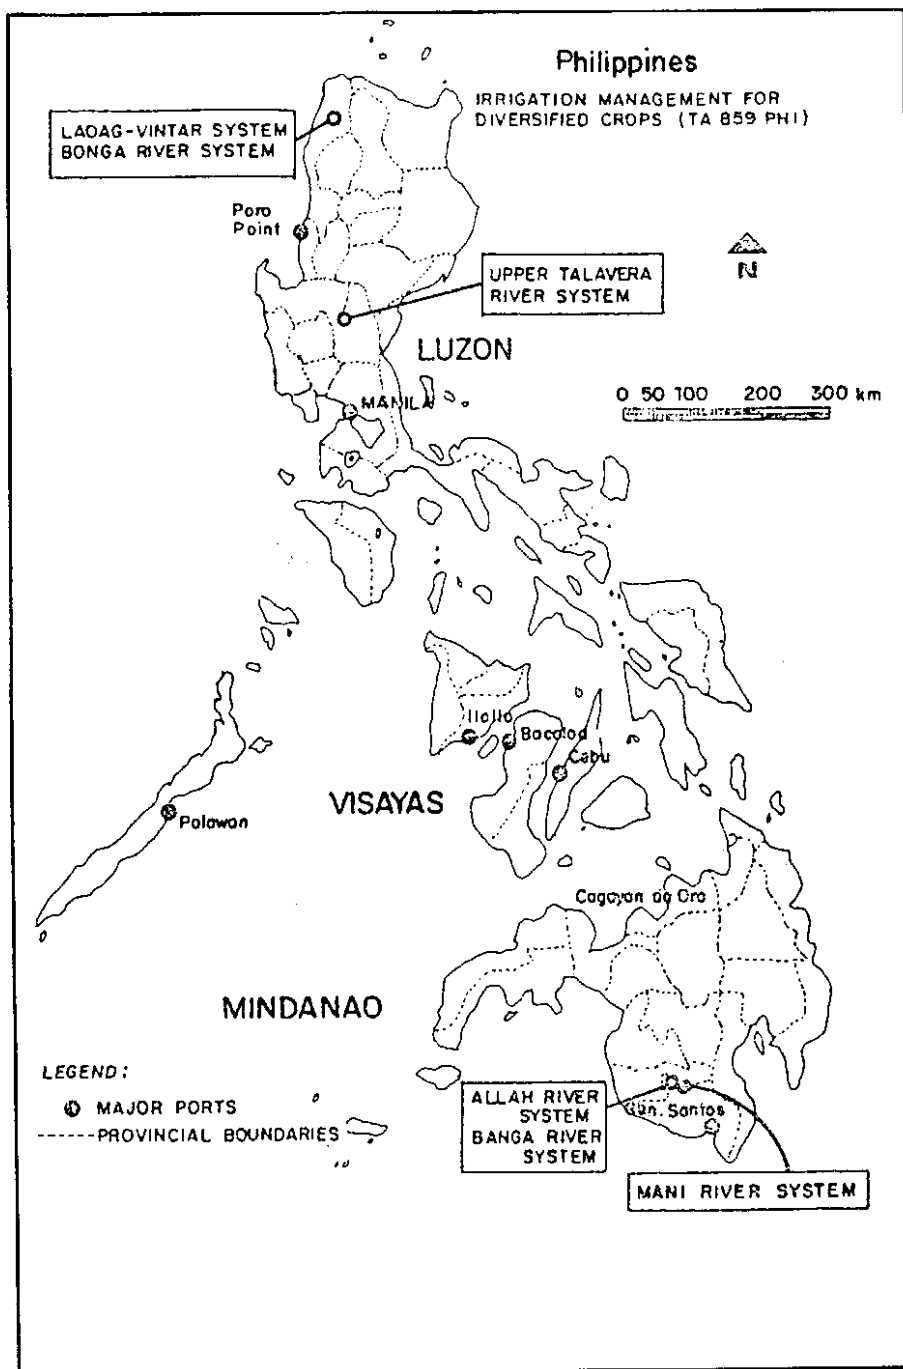 Philippines
IRRIGATION MANAGEMENT FOR
DIVERSIFIED CROPS (TA 859 PHI)
LAOAG-VINTAR SYSTEM
BONGA RIVER SYSTEM
Poro
Point
N
UPPER TALAVERA
RIVER SYSTEM
LUZON
0 50 100 200 300 km
MANILA
Iloilo
Bacolod
Cebu
VISAYAS
Palawan
Cagayan de Oro
MINDANAO
LEGEND:
MAJOR PORTS
PROVINCIAL BOUNDARIES
ALLAH RIVER
SYSTEM
BANGA RIVER
SYSTEM
Gen. Santos
MANI RIVER SYSTEM